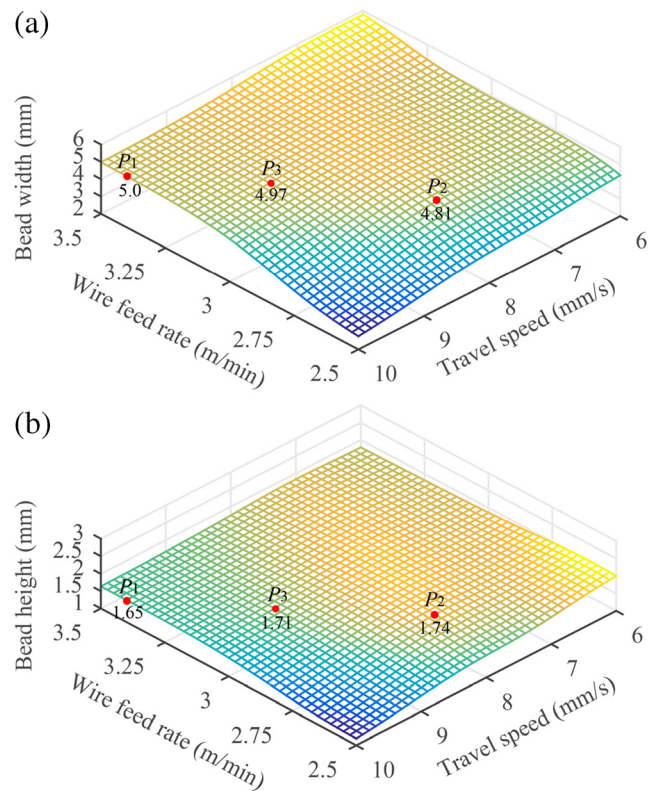 (a)
Bead width (mm)
6
5
4
3
2
P1
5.0
P3
4.97
P2
4.81
3.5
3.25
3
2.75
2.5
Wire feed rate (m/min)
6
7
8
9
10
Travel speed (mm/s)
(b)
Bead height (mm)
3
2.5
2
1.5
1
P1
1.65
P3
1.71
P2
1.74
3.5
3.25
3
2.75
2.5
Wire feed rate (m/min)
6
7
8
9
10
Travel speed (mm/s)